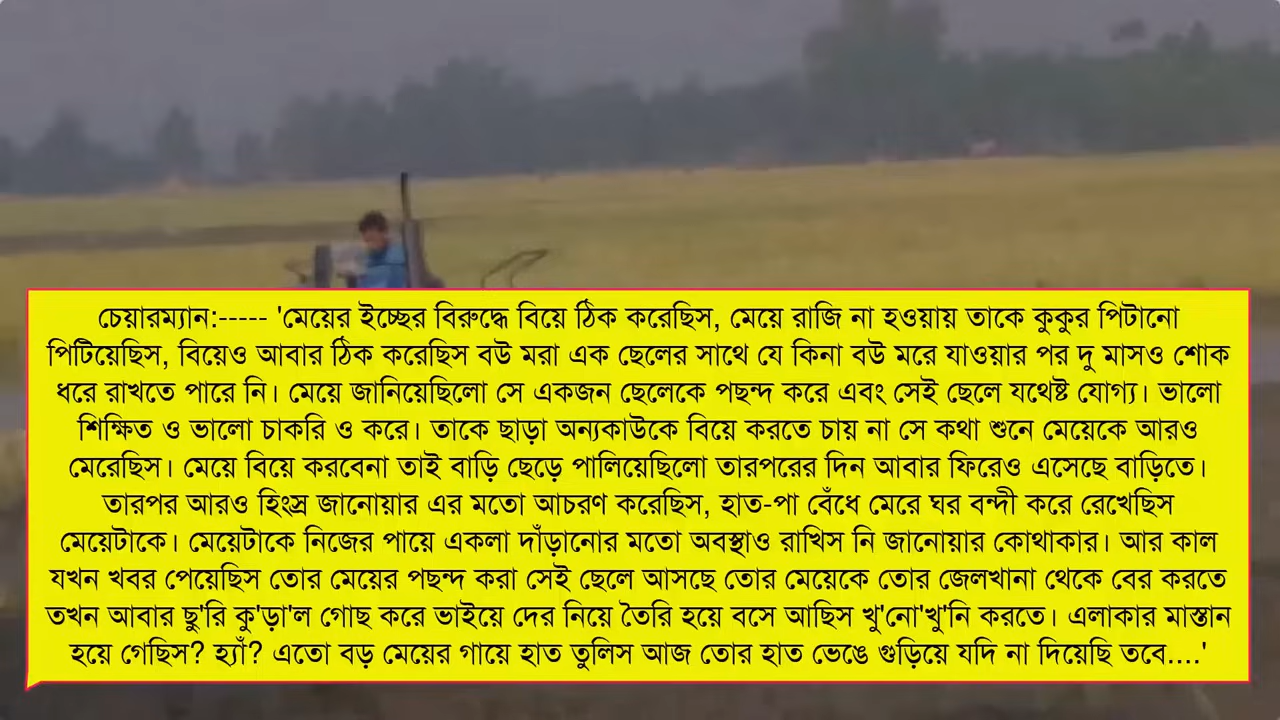 চেয়ারম্যান:----- 'মেয়ের ইচ্ছের বিরুদ্ধে বিয়ে ঠিক করেছিস, মেয়ে রাজি না হওয়ায় তাকে কুকুর পিটানো
পিটিয়েছিস, বিয়েও আবার ঠিক করেছিস বউ মরা এক ছেলের সাথে যে কিনা বউ মরে যাওয়ার পর দু মাসও শোক
ধরে রাখতে পারে নি। মেয়ে জানিয়েছিলো সে একজন ছেলেকে পছন্দ করে এবং সেই ছেলে যথেষ্ট যোগ্য। ভালো
শিক্ষিত ও ভালো চাকরি ও করে। তাকে ছাড়া অন্যকাউকে বিয়ে করতে চায় না সে কথা শুনে মেয়েকে আরও
মেরেছিস। মেয়ে বিয়ে করবেনা তাই বাড়ি ছেড়ে পালিয়েছিলো তারপরের দিন আবার ফিরেও এসেছে বাড়িতে।
তারপর আরও হিংস্র জানোয়ার এর মতো আচরণ করেছিস, হাত-পা বেঁধে মেরে ঘর বন্দী করে রেখেছিস
মেয়েটাকে। মেয়েটাকে নিজের পায়ে একলা দাঁড়ানোর মতো অবস্থাও রাখিস নি জানোয়ার কোথাকার। আর কাল
যখন খবর পেয়েছিস তোর মেয়ের পছন্দ করা সেই ছেলে আসছে তোর মেয়েকে তোর জেলখানা থেকে বের করতে
তখন আবার ছু'রি কু'ড়া'ল গোছ করে ভাইয়ে দের নিয়ে তৈরি হয়ে বসে আছিস খু'নো'খু'নি করতে। এলাকার মাস্তান
হয়ে গেছিস? হ্যাঁ? এতো বড় মেয়ের গায়ে হাত তুলিস আজ তোর হাত ভেঙে গুড়িয়ে যদি না দিয়েছি তবে....'